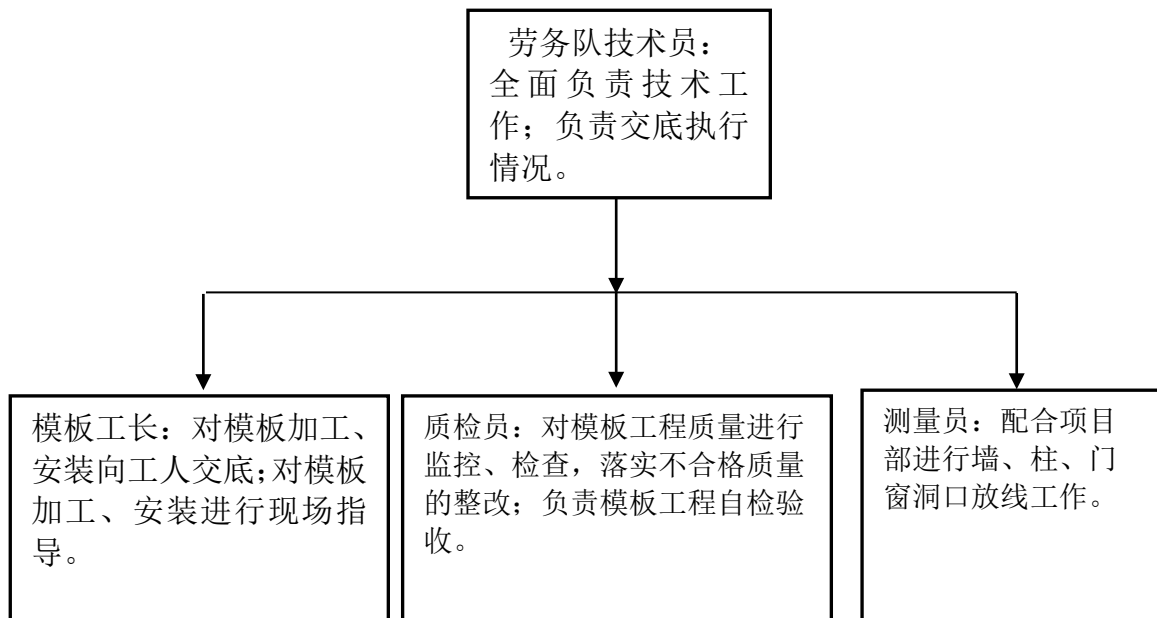 劳务队技术员：
全面负责技术工
作；负责交底执行
情况。
模板工长：对模板加工、
安装向工人交底；对模板
加工、安装进行现场指
导。
质检员：对模板工程质量进行
监控、检查，落实不合格质量
的整改；负责模板工程自检验
收。
测量员：配合项目
部进行墙、柱、门
窗洞口放线工作。